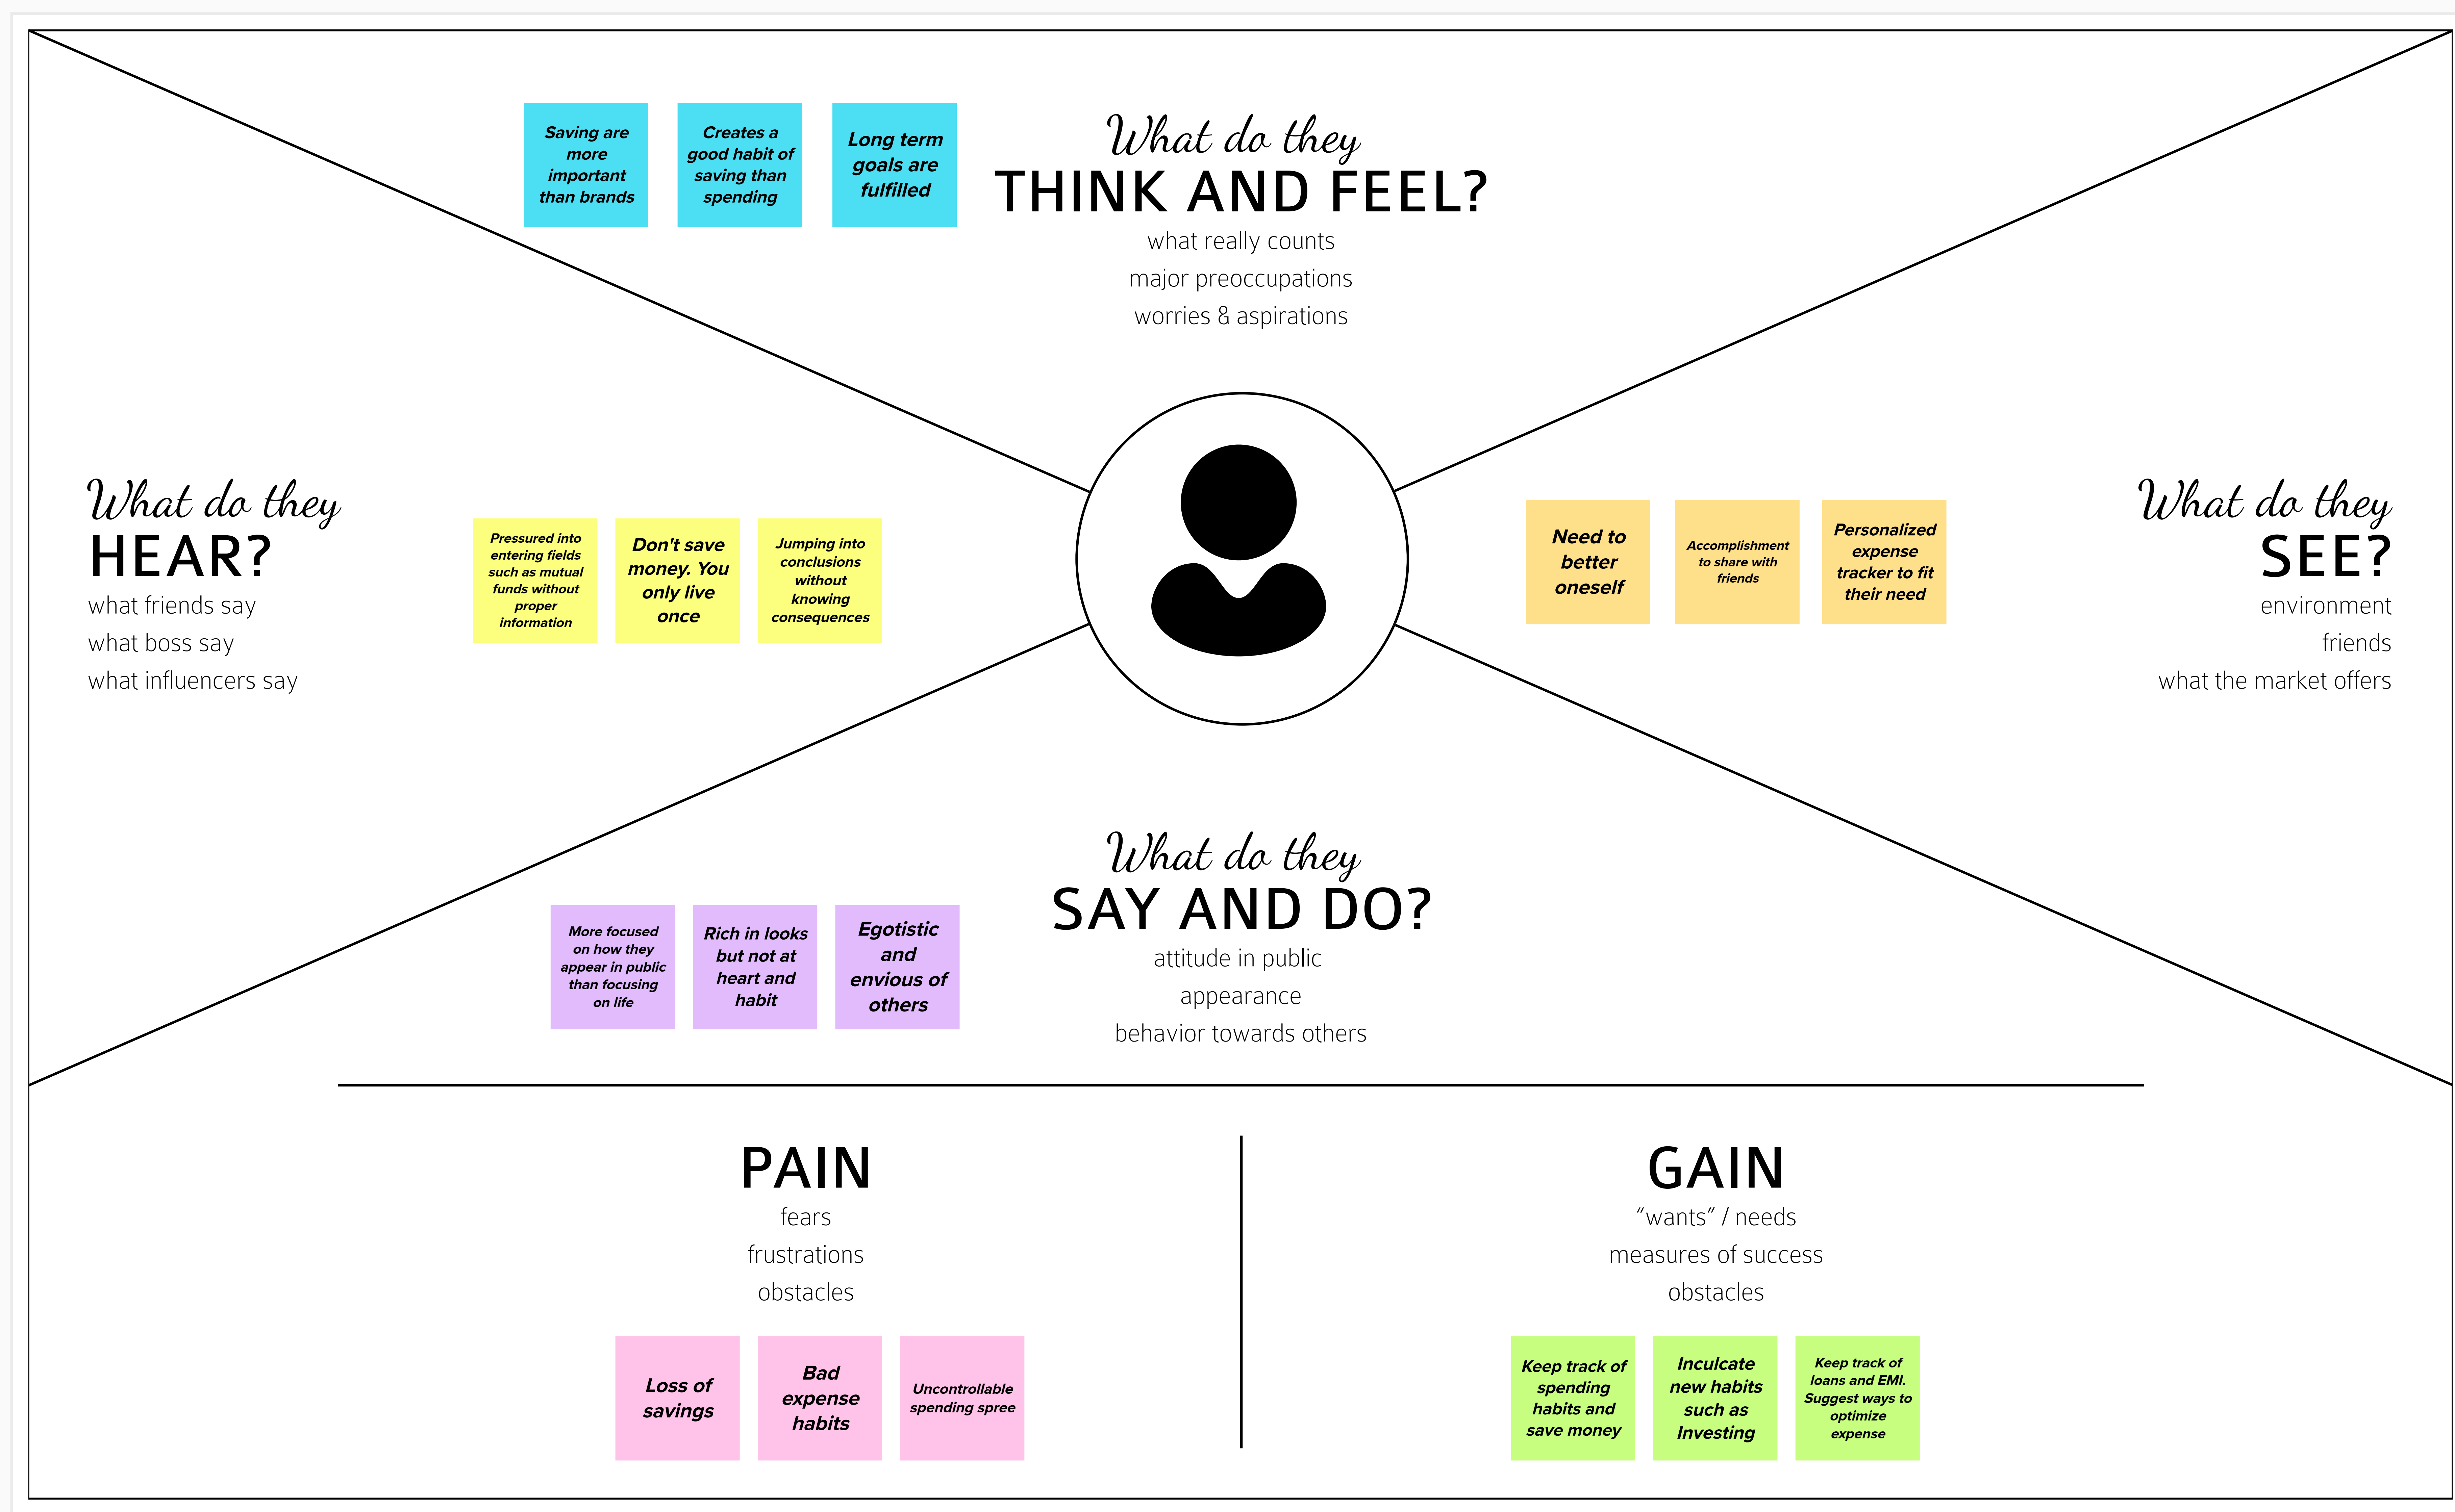 Saving are
more
important
than brands
Creates a
good habit of
saving than
spending
Long term
goals are
fulfilled
What do they
THINK AND FEEL?
what really counts
major preoccupations
worries & aspirations
What do they
HEAR?
what friends say
what boss say
what influencers say
Pressured into
entering fields
such as mutual
funds without
proper
information
Don't save
money. You
only live
once
Jumping into
conclusions
without
knowing
consequences
Need to
better
oneself
Accomplishment
to share with
friends
Personalized
expense
tracker to fit
their need
What do they
SEE?
environment
friends
what the market offers
What do they
SAY AND DO?
attitude in public
appearance
behavior towards others
More focused
on how they
appear in public
than focusing
on life
Rich in looks
but not at
heart and
habit
Egotistic
and
envious of
others
PAIN
fears
frustrations
obstacles
Loss of
savings
Bad
expense
habits
Uncontrollable
spending spree
GAIN
“wants” / needs
measures of success
obstacles
Keep track of
spending
habits and
save money
Inculcate
new habits
such as
Investing
Keep track of
loans and EMI.
Suggest ways to
optimize
expense